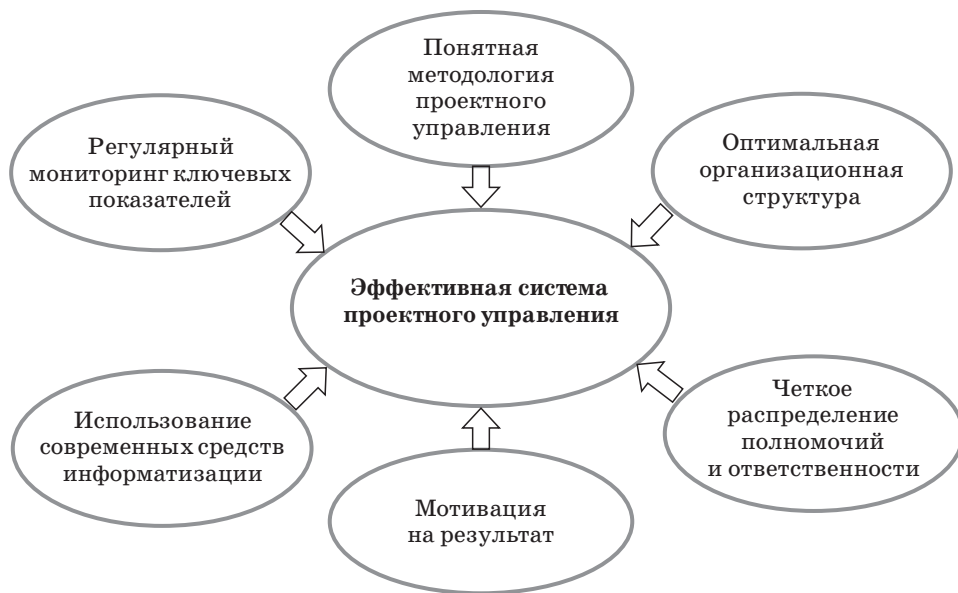 Понятная
методология
проектного
управления
Регулярный
мониторинг ключевых
показателей
Оптимальная
организационная
структура
Эффективная система
проектного управления
Использование
современных средств
информатизации
Четкое
распределение
полномочий
и ответственности
Мотивация
на результат